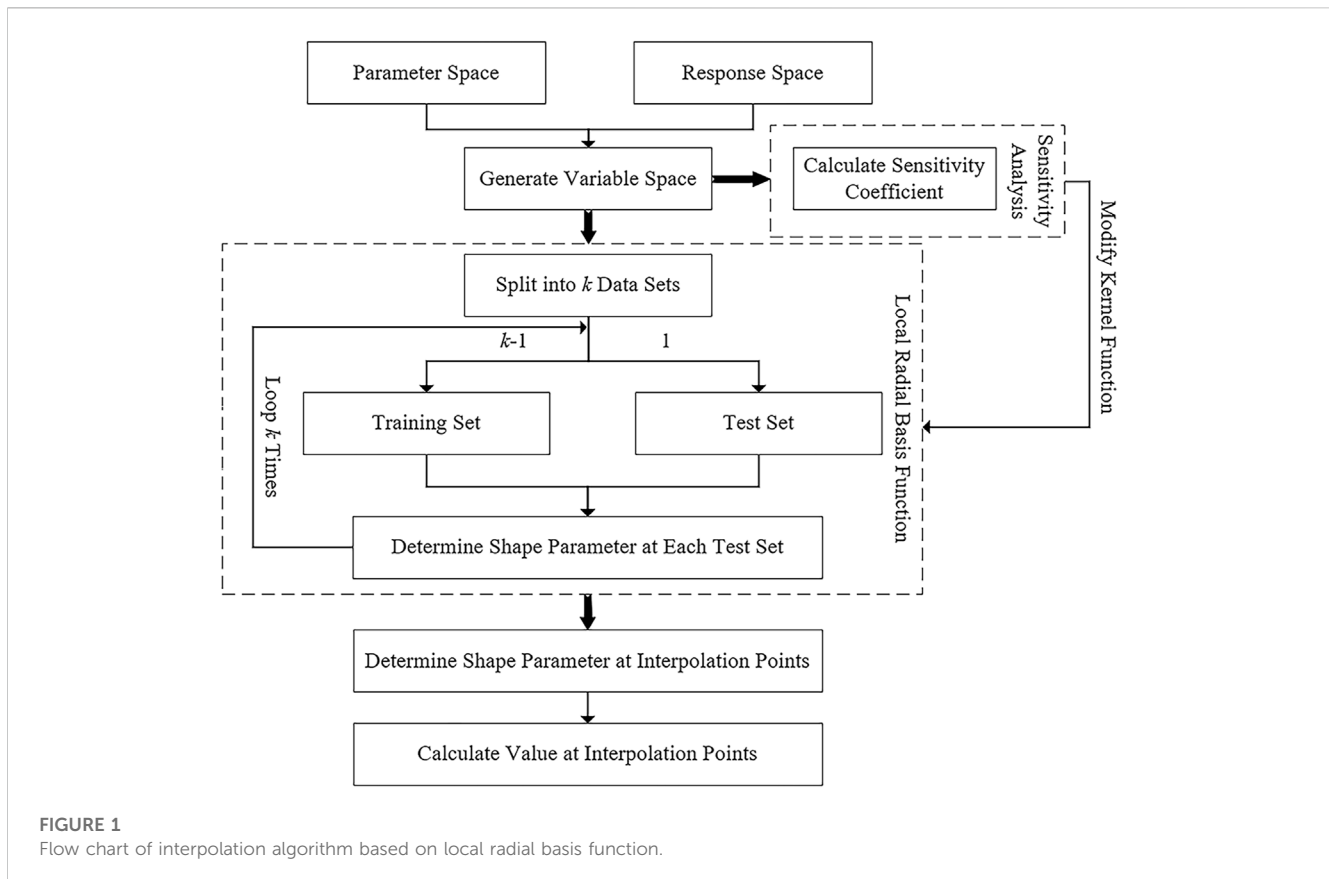 Parameter Space
Response Space
Generate Variable Space
Calculate Sensitivity
Coefficient
Sensitivity
Analysis
Modify Kernel Function
Split into k Data Sets
k-1
1
Loop k Times
Training Set
Test Set
Local Radial Basis Function
Determine Shape Parameter at Each Test Set
Determine Shape Parameter at Interpolation Points
Calculate Value at Interpolation Points
FIGURE 1
Flow chart of interpolation algorithm based on local radial basis function.